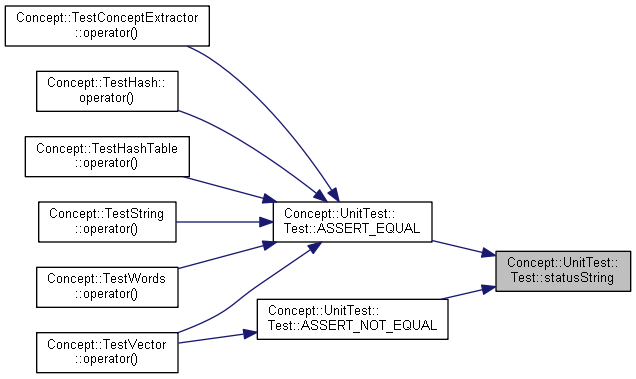 Concept::TestConceptExtractor
::operator()
Concept::TestHash::
operator()
Concept::TestHashTable
::operator()
Concept::TestString
::operator()
Concept::TestWords
::operator()
Concept::TestVector
::operator()
Concept::UnitTest::
Test::ASSERT_EQUAL
Concept::UnitTest::
Test::ASSERT_NOT_EQUAL
Concept::UnitTest::
Test::statusString